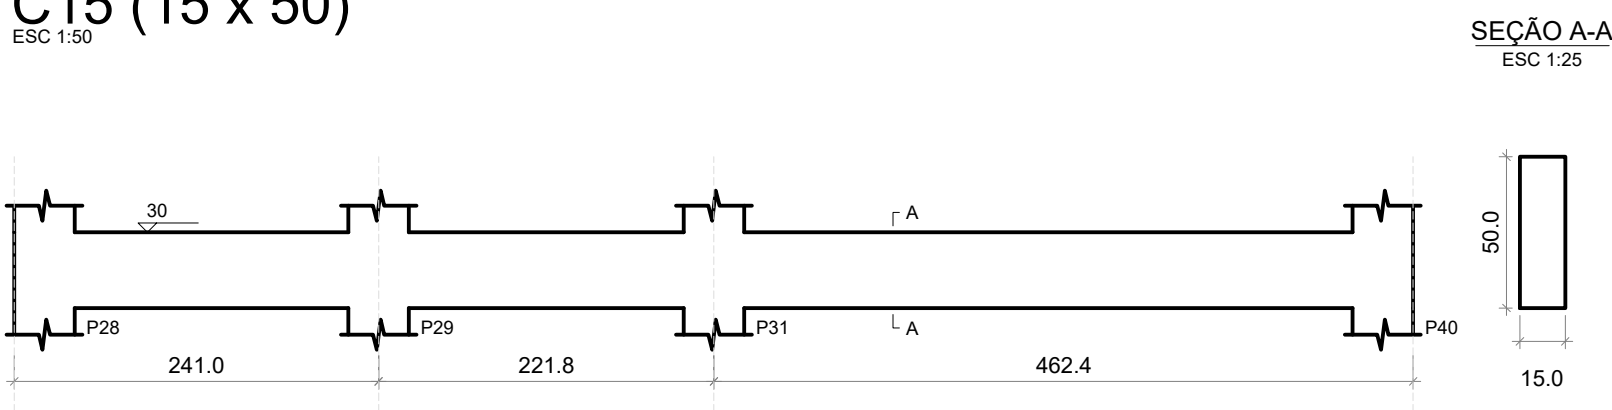 C15 (15 x 50)
ESC 1:50
SEÇÃO A-A
ESC 1:25
30
A
50.0
P28
P29
P31
A
P40
241.0
221.8
462.4
15.0